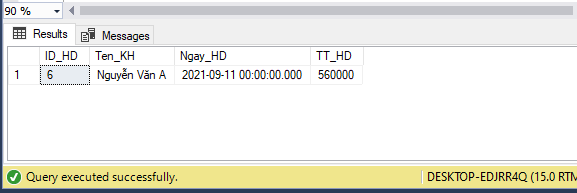 90 %
Results Messages
ID_HD Ten_KH Ngay_HD TT_HD
1 6 Nguyễn Văn A 2021-09-11 00:00:00.000 560000
Query executed successfully. DESKTOP-EDJRR4Q (15.0 RTM